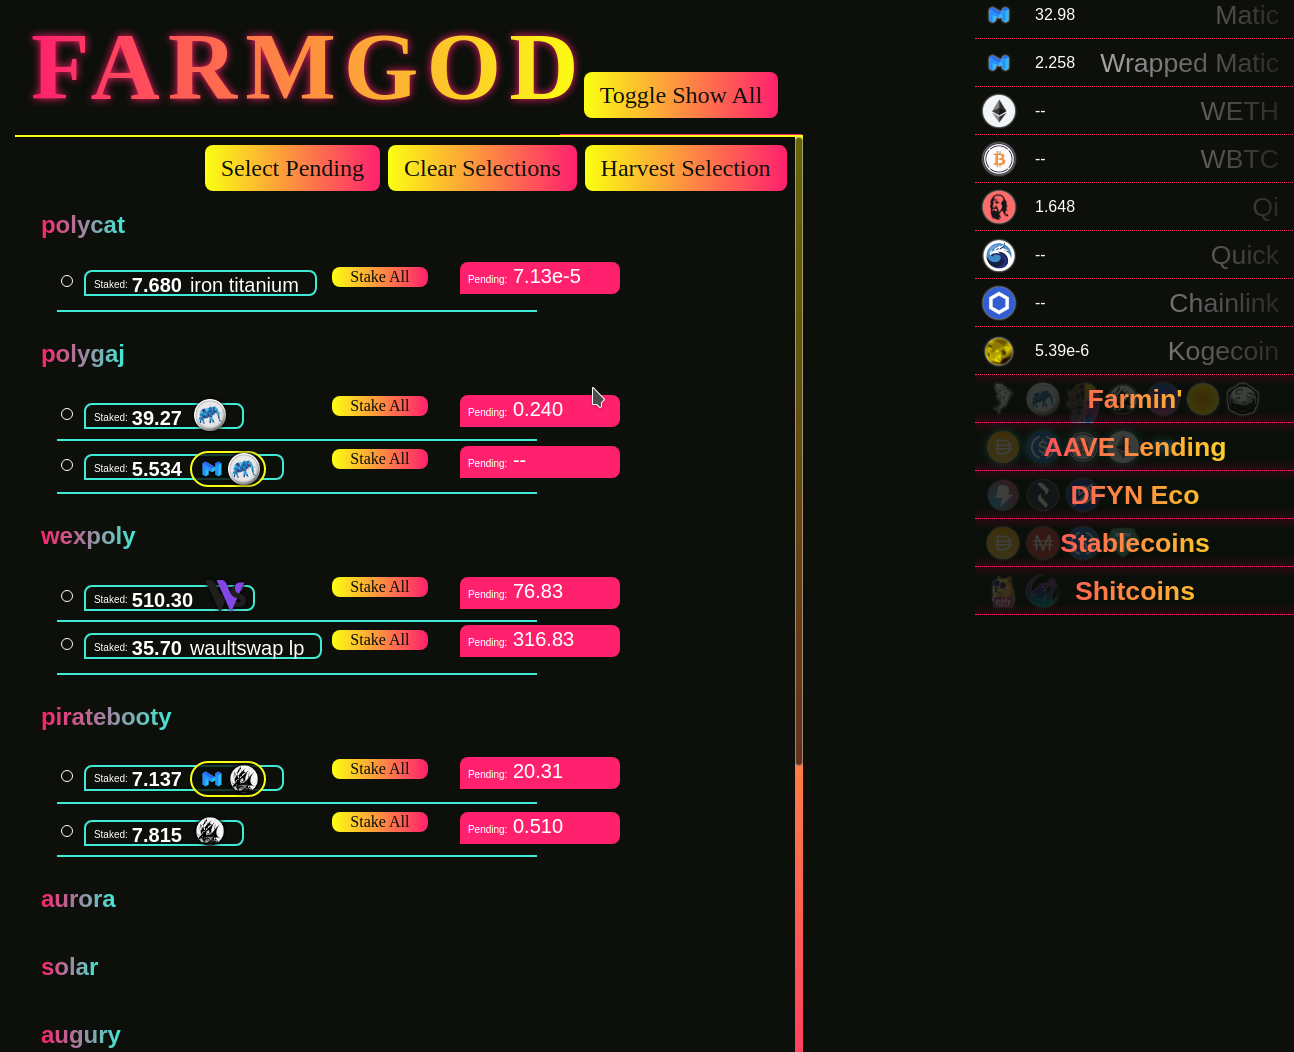 FARMGOD
Toggle Show All
Select Pending Clear Selections Harvest Selection
polycat
Staked: 7.680 iron titanium Stake All Pending: 7.13e-5
polygaj
Staked: 39.27 Stake All Pending: 0.240
Staked: 5.534 Stake All Pending: --
wexpoly
Staked: 510.30 Stake All Pending: 76.83
Staked: 35.70 waultswap lp Stake All Pending: 316.83
piratebooty
Staked: 7.137 Stake All Pending: 20.31
Staked: 7.815 Stake All Pending: 0.510
aurora
solar
augury
32.98 Matic
2.258 Wrapped Matic
-- WETH
-- WBTC
1.648 Qi
-- Quick
-- Chainlink
5.39e-6 Kogecoin
Farmin'
AAVE Lending
DFYN Eco
Stablecoins
Shitcoins